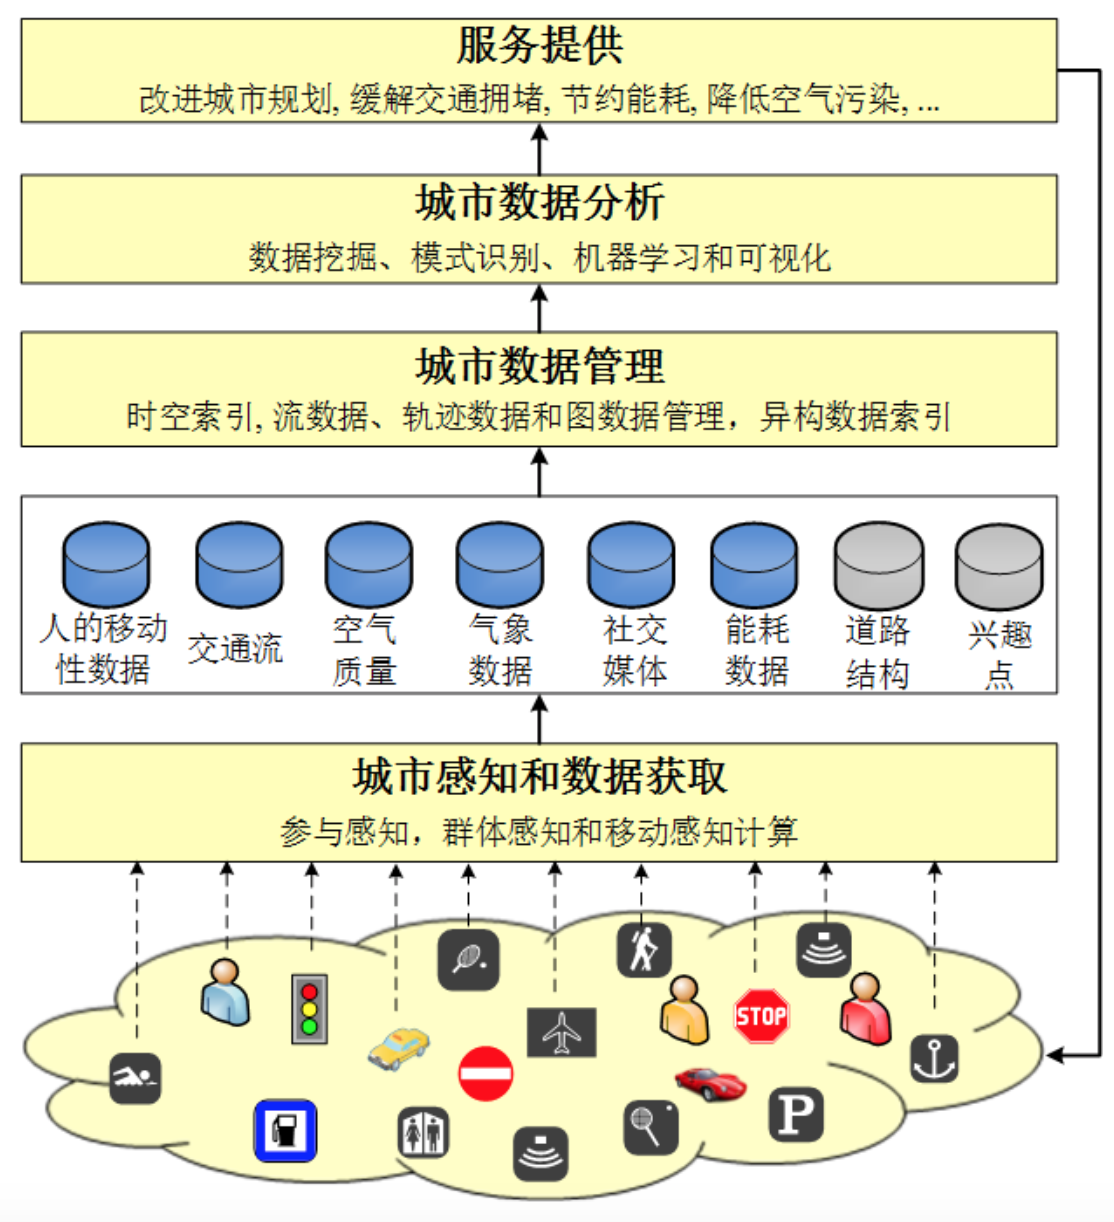 服务提供
改进城市规划, 缓解交通拥堵, 节约能耗, 降低空气污染, ...
城市数据分析
数据挖掘、模式识别、机器学习和可视化
城市数据管理
时空索引, 流数据、轨迹数据和图数据管理，异构数据索引
人的移动
性数据
交通流
空气
质量
气象
数据
社交
媒体
能耗
数据
道路
结构
兴趣
点
城市感知和数据获取
参与感知，群体感知和移动感知计算
STOP
P